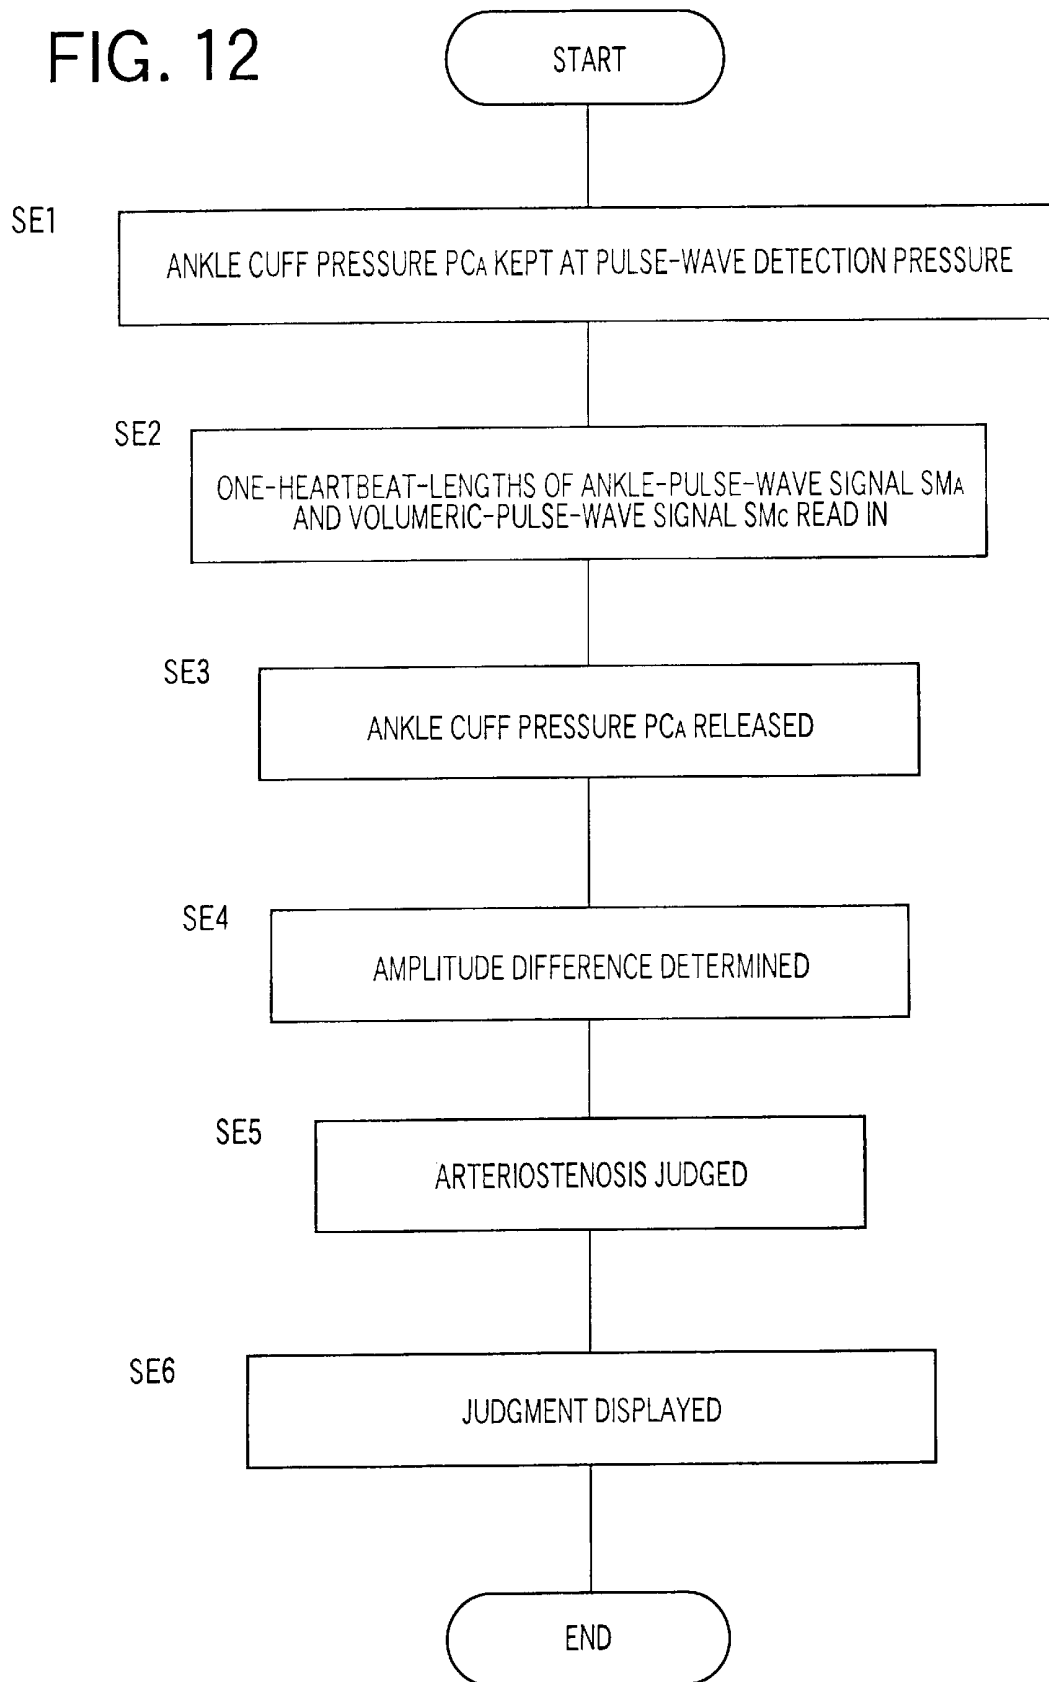 FIG. 12
START
SE1
ANKLE CUFF PRESSURE PCA KEPT AT PULSE-WAVE DETECTION PRESSURE
SE2
ONE-HEARTBEAT-LENGTHS OF ANKLE-PULSE-WAVE SIGNAL SMA
AND VOLUMERIC-PULSE-WAVE SIGNAL SMC READ IN
SE3
ANKLE CUFF PRESSURE PCA RELEASED
SE4
AMPLITUDE DIFFERENCE DETERMINED
SE5
ARTERIOSTENOSIS JUDGED
SE6
JUDGMENT DISPLAYED
END